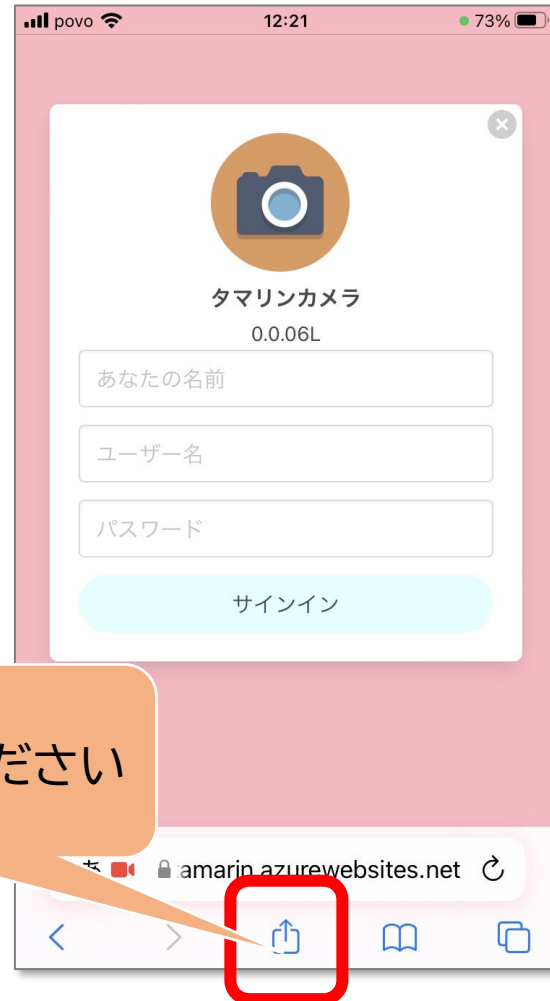 povo 12:21 73%
タマリンカメラ
0.0.06L
あなたの名前
ユーザー名
パスワード
サインイン
ださい
amarin.azurewebsites.net